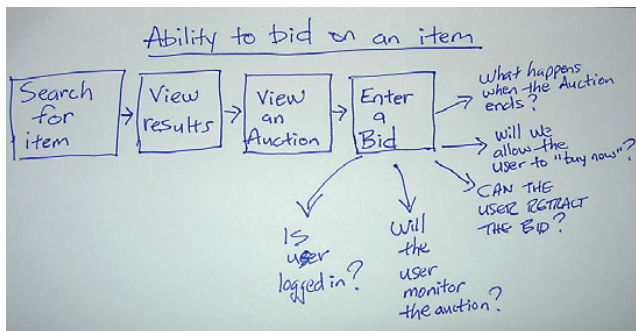 Ability to bid on an item
Search
for
item
View
results
View
an
Auction
Enter
a
Bid
What happens
when the Auction
ends?
will we
allow the
user to "buy now"?
CAN THE
USER RETRACT
THE BID?
Is
user
logged in?
Will
the
user
monitor
the auction?